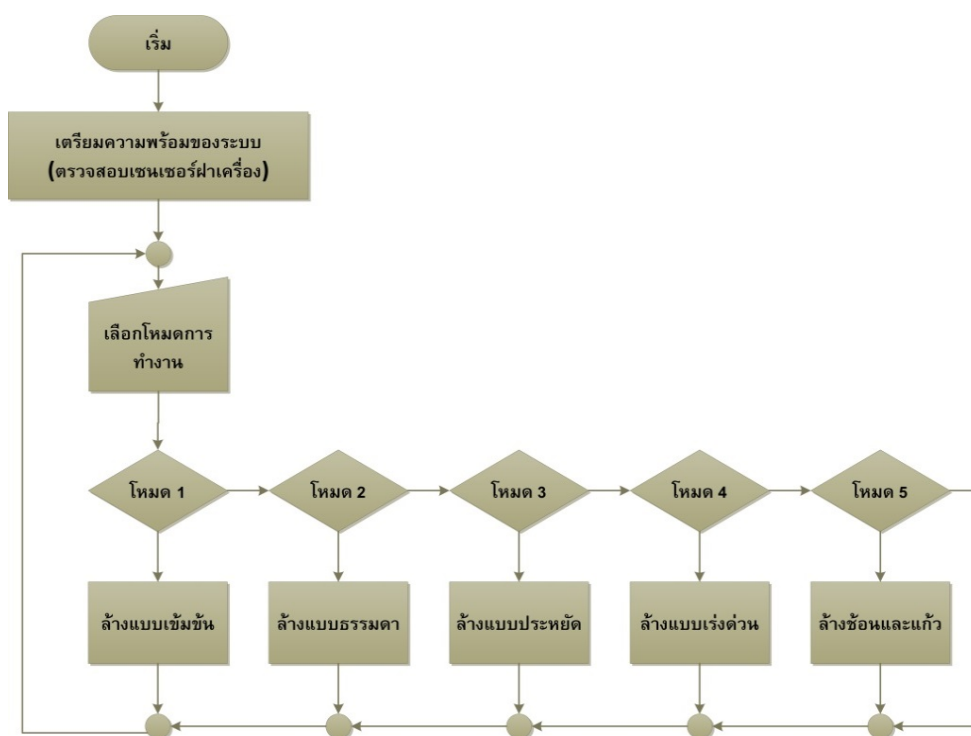 เริ่ม
เตรียมความพร้อมของระบบ
(ตรวจสอบเซนเซอร์ฝาเครื่อง)
เลือกโหมดการ
ทำงาน
โหมด 1
โหมด 2
โหมด 3
โหมด 4
โหมด 5
ล้างแบบเข้มข้น
ล้างแบบธรรมดา
ล้างแบบประหยัด
ล้างแบบเร่งด่วน
ล้างช้อนและแก้ว